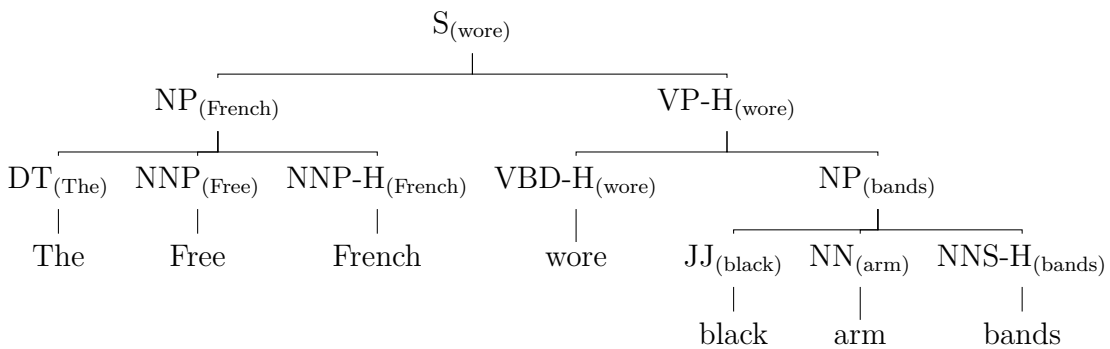 S(wore)
NP(French) VP-H(wore)
DT(The) NNP(Free) NNP-H(French) VBD-H(wore) NP(bands)
The Free French wore JJ(black) NN(arm) NNS-H(bands)
black arm bands